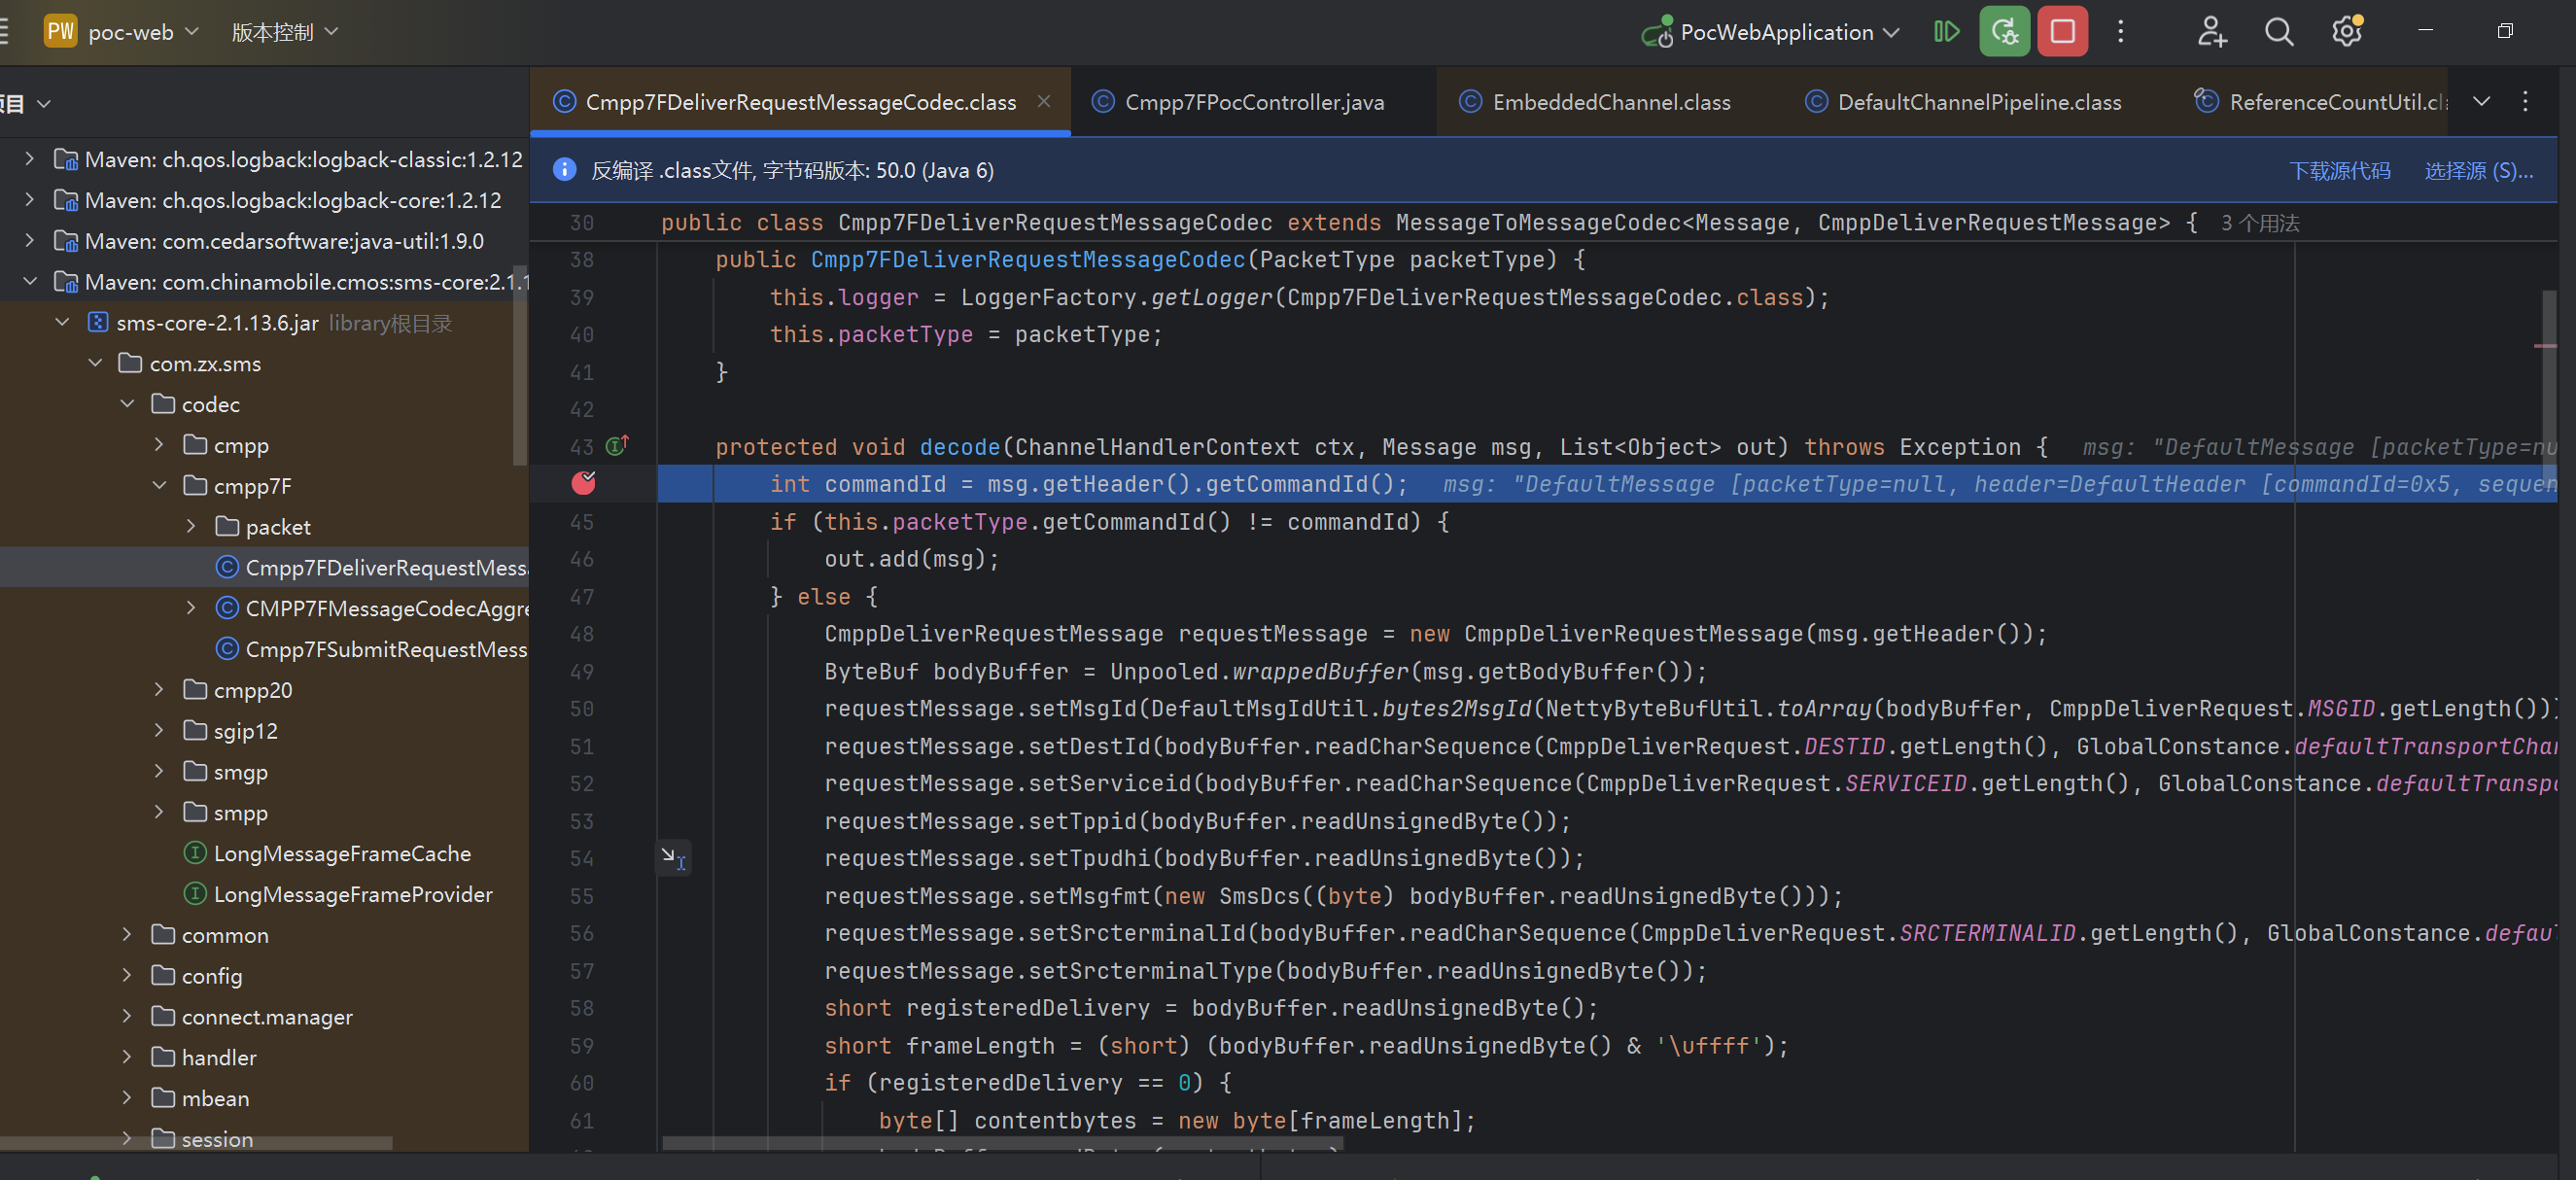 PW poc-web 版本控制 PocWebApplication
项目
Cmpp7FDeliverRequestMessageCodec.class Cmpp7FPocController.java EmbeddedChannel.class DefaultChannelPipeline.class ReferenceCountUtil.cl
反编译 .class文件, 字节码版本: 50.0 (Java 6) 下载源代码 选择源 (S)...
Maven: ch.qos.logback:logback-classic:1.2.12
Maven: ch.qos.logback:logback-core:1.2.12
Maven: com.cedarsoftware:java-util:1.9.0
Maven: com.chinamobile.cmos:sms-core:2.1.1
sms-core-2.1.13.6.jar library根目录
com.zx.sms
codec
cmpp
cmpp7F
packet
Cmpp7FDeliverRequestMess
CMPP7FMessageCodecAggre
Cmpp7FSubmitRequestMess
cmpp20
sgip12
smgp
smpp
LongMessageFrameCache
LongMessageFrameProvider
common
config
connect.manager
handler
mbean
session
30 public class Cmpp7FDeliverRequestMessageCodec extends MessageToMessageCodec<Message, CmppDeliverRequestMessage> { 3 个用法
38 public Cmpp7FDeliverRequestMessageCodec(PacketType packetType) {
39 this.logger = LoggerFactory.getLogger(Cmpp7FDeliverRequestMessageCodec.class);
40 this.packetType = packetType;
41 }
42
43 protected void decode(ChannelHandlerContext ctx, Message msg, List<Object> out) throws Exception { msg: "DefaultMessage [packetType=nu
int commandId = msg.getHeader().getCommandId(); msg: "DefaultMessage [packetType=null, header=DefaultHeader [commandId=0x5, sequen
45 if (this.packetType.getCommandId() != commandId) {
46 out.add(msg);
47 } else {
48 CmppDeliverRequestMessage requestMessage = new CmppDeliverRequestMessage(msg.getHeader());
49 ByteBuf bodyBuffer = Unpooled.wrappedBuffer(msg.getBodyBuffer());
50 requestMessage.setMsgId(DefaultMsgIdUtil.bytes2MsgId(NettyByteBufUtil.toArray(bodyBuffer, CmppDeliverRequest.MSGID.getLength()))
51 requestMessage.setDestId(bodyBuffer.readCharSequence(CmppDeliverRequest.DESTID.getLength(), GlobalConstance.defaultTransportChar
52 requestMessage.setServiceid(bodyBuffer.readCharSequence(CmppDeliverRequest.SERVICEID.getLength(), GlobalConstance.defaultTranspo
53 requestMessage.setTppid(bodyBuffer.readUnsignedByte());
54 requestMessage.setTpudhi(bodyBuffer.readUnsignedByte());
55 requestMessage.setMsgfmt(new SmsDcs((byte) bodyBuffer.readUnsignedByte()));
56 requestMessage.setSrcterminalId(bodyBuffer.readCharSequence(CmppDeliverRequest.SRCTERMINALID.getLength(), GlobalConstance.defau
57 requestMessage.setSrcterminalType(bodyBuffer.readUnsignedByte());
58 short registeredDelivery = bodyBuffer.readUnsignedByte();
59 short frameLength = (short) (bodyBuffer.readUnsignedByte() & '\uffff');
60 if (registeredDelivery == 0) {
61 byte[] contentbytes = new byte[frameLength];